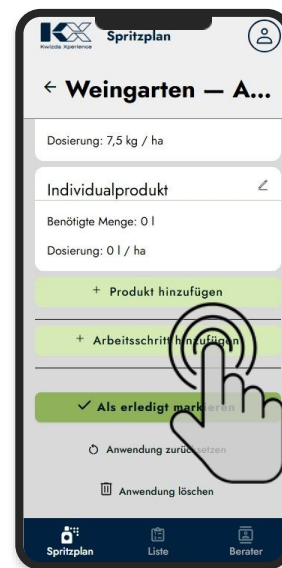 KX
Kwizda Xperience
Spritzplan
← Weingarten — A...
Dosierung: 7,5 kg / ha
Individualprodukt
Benötigte Menge: 0 l
Dosierung: 0 l / ha
+ Produkt hinzufügen
+ Arbeitsschritt hinzufügen
✓ Als erledigt markieren
Anwendung zurücksetzen
Anwendung löschen
Spritzplan
Liste
Berater